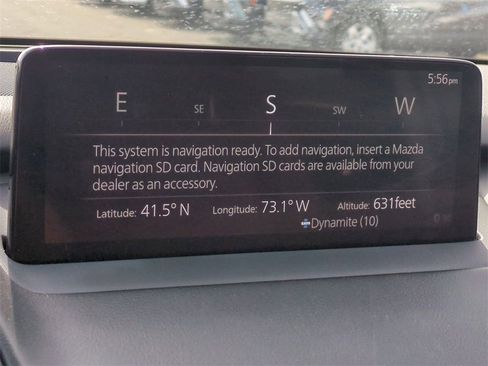 5:56pm
E SE S SW W
This system is navigation ready. To add navigation, insert a Mazda
navigation SD card. Navigation SD cards are available from your
dealer as an accessory.
Latitude: 41.5° N Longitude: 73.1° W Altitude: 631feet
Dynamite (10)